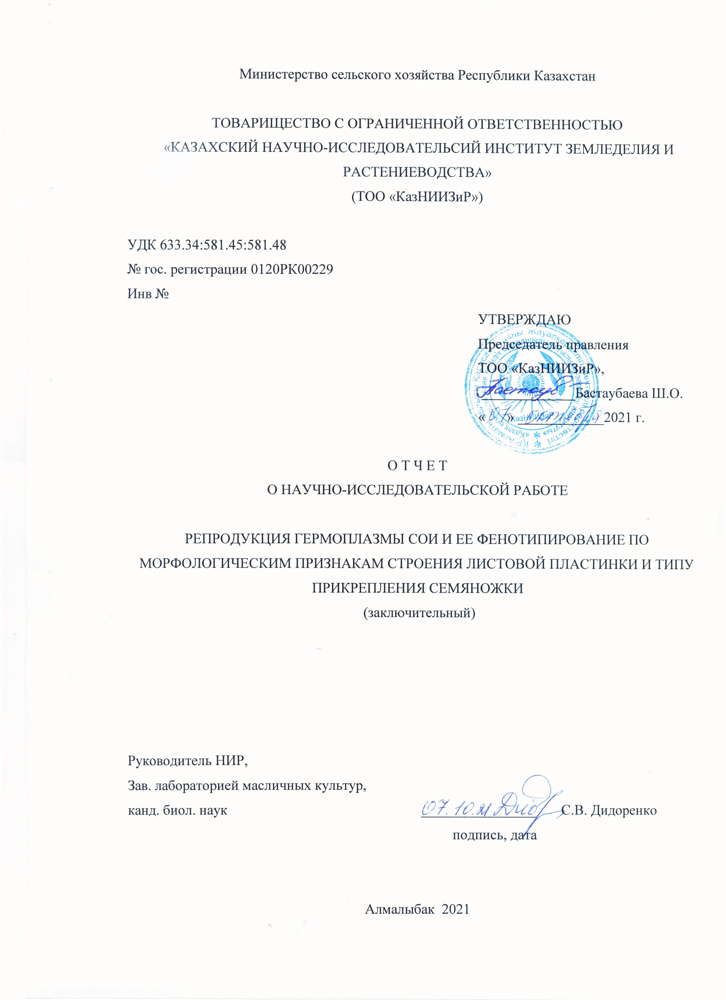 Министерство сельского хозяйства Республики Казахстан
ТОВАРИЩЕСТВО С ОГРАНИЧЕННОЙ ОТВЕТСТВЕННОСТЬЮ
«КАЗАХСКИЙ НАУЧНО-ИССЛЕДОВАТЕЛЬСИЙ ИНСТИТУТ ЗЕМЛЕДЕЛИЯ И
РАСТЕНИЕВОДСТВА»
(ТОО «КазНИИЗиР»)
УДК 633.34:581.45:581.48
№ гос. регистрации 0120РК00229
Инв №
УТВЕРЖДАЮ
Председатель правления
ТОО «КазНИИЗиР»,
Бастаубаева Ш.О.
«07» октября 2021 г.
КазНИИЗиР
О Т Ч Е Т
О НАУЧНО-ИССЛЕДОВАТЕЛЬСКОЙ РАБОТЕ
РЕПРОДУКЦИЯ ГЕРМОПЛАЗМЫ СОИ И ЕЕ ФЕНОТИПИРОВАНИЕ ПО
МОРФОЛОГИЧЕСКИМ ПРИЗНАКАМ СТРОЕНИЯ ЛИСТОВОЙ ПЛАСТИНКИ И ТИПУ
ПРИКРЕПЛЕНИЯ СЕМЯНОЖКИ
(заключительный)
Руководитель НИР,
Зав. лабораторией масличных культур,
канд. биол. наук 07.10.21 С.В. Дидоренко
подпись, дата
Алмалыбак 2021